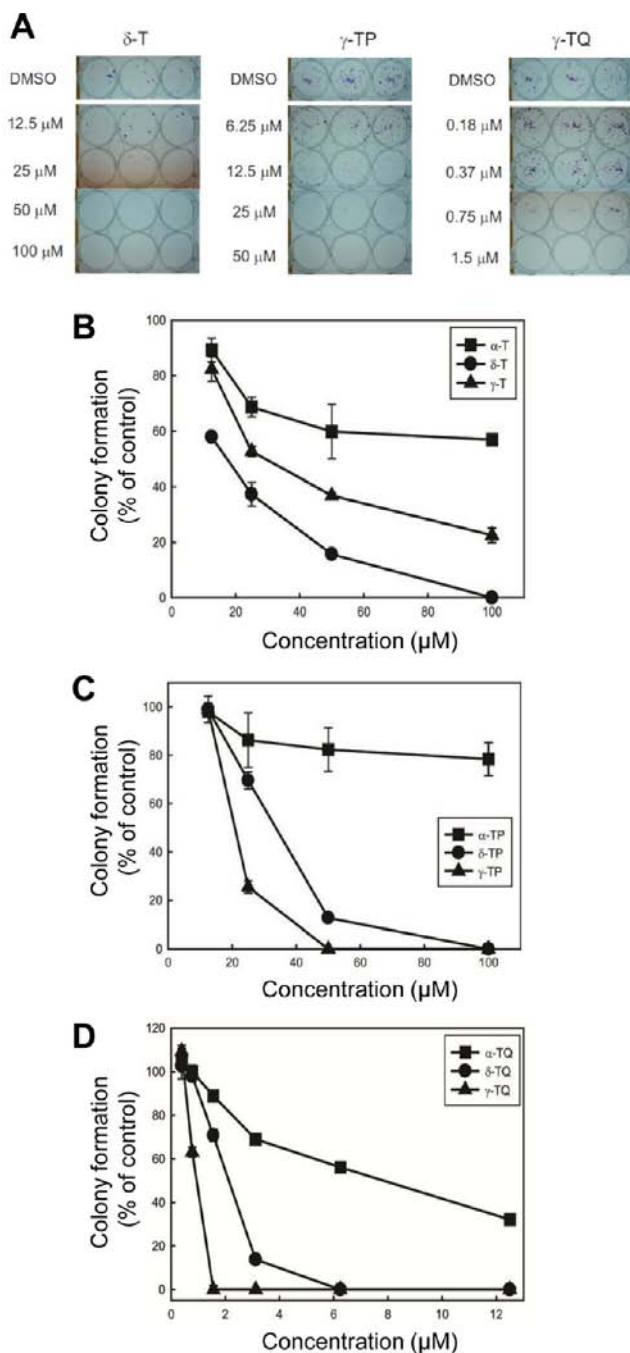 A
δ-T
γ-TP
γ-TQ
DMSO
12.5 μM
25 μM
50 μM
100 μM
DMSO
6.25 μM
12.5 μM
25 μM
50 μM
DMSO
0.18 μM
0.37 μM
0.75 μM
1.5 μM
B
Colony formation
(% of control)
100
80
60
40
20
0
α-T
δ-T
γ-T
0 20 40 60 80 100
Concentration (μM)
C
Colony formation
(% of control)
100
80
60
40
20
0
α-TP
δ-TP
γ-TP
0 20 40 60 80 100
Concentration (μM)
D
Colony formation
(% of control)
120
100
80
60
40
20
0
α-TQ
δ-TQ
γ-TQ
0 2 4 6 8 10 12
Concentration (μM)